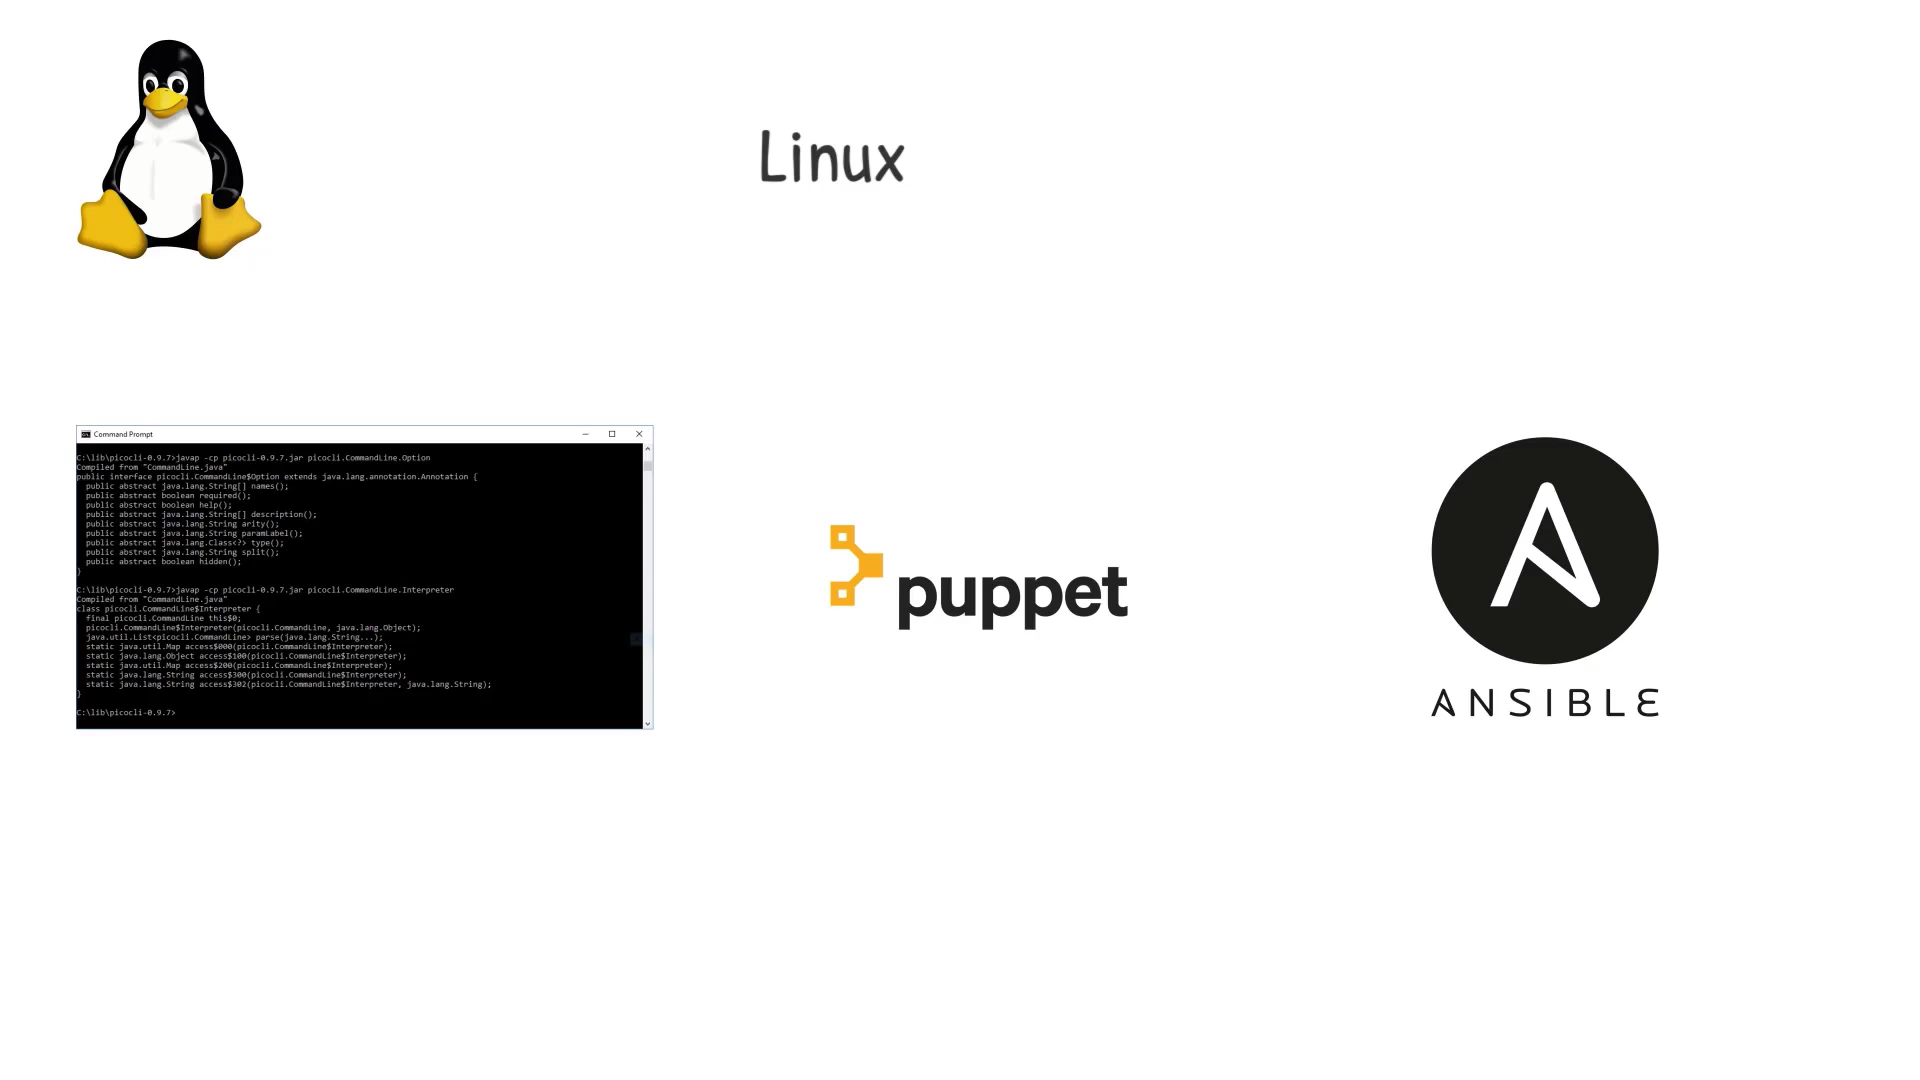 Linux
Command Prompt
C:\lib\picocli-0.9.7>javap -cp picocli-0.9.7.jar picocli.CommandLine.Option
Compiled from "CommandLine.java"
public interface picocli.CommandLine$Option extends java.lang.annotation.Annotation {
  public abstract java.lang.String[] names();
  public abstract boolean required();
  public abstract boolean help();
  public abstract java.lang.String[] description();
  public abstract java.lang.String arity();
  public abstract java.lang.String paramLabel();
  public abstract java.lang.Class<?> type();
  public abstract java.lang.String split();
  public abstract boolean hidden();
}
C:\lib\picocli-0.9.7>javap -cp picocli-0.9.7.jar picocli.CommandLine.Interpreter
Compiled from "CommandLine.java"
class picocli.CommandLine$Interpreter {
  final picocli.CommandLine this$0;
  picocli.CommandLine$Interpreter(picocli.CommandLine, java.lang.Object);
  java.util.List<picocli.CommandLine> parse(java.lang.String...);
  static java.util.Map access$000(picocli.CommandLine$Interpreter);
  static java.lang.Object access$100(picocli.CommandLine$Interpreter);
  static java.util.Map access$200(picocli.CommandLine$Interpreter);
  static java.lang.String access$300(picocli.CommandLine$Interpreter);
  static java.lang.String access$302(picocli.CommandLine$Interpreter, java.lang.String);
}
C:\lib\picocli-0.9.7>
puppet
ANSIBLE